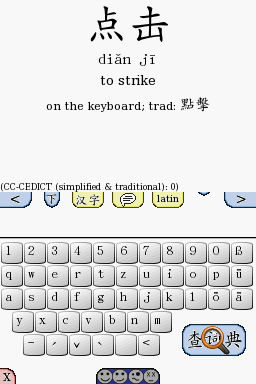 点击
diǎn jī
to strike
on the keyboard; trad: 點擊
(CC-CEDICT (simplified & traditional): 0)
< 下 汉字 latin >
1 2 3 4 5 6 7 8 9 0 ß
q w e r t z u i o p ü
a s d f g h j k l ö ä
y x c v b n m
查词典
X